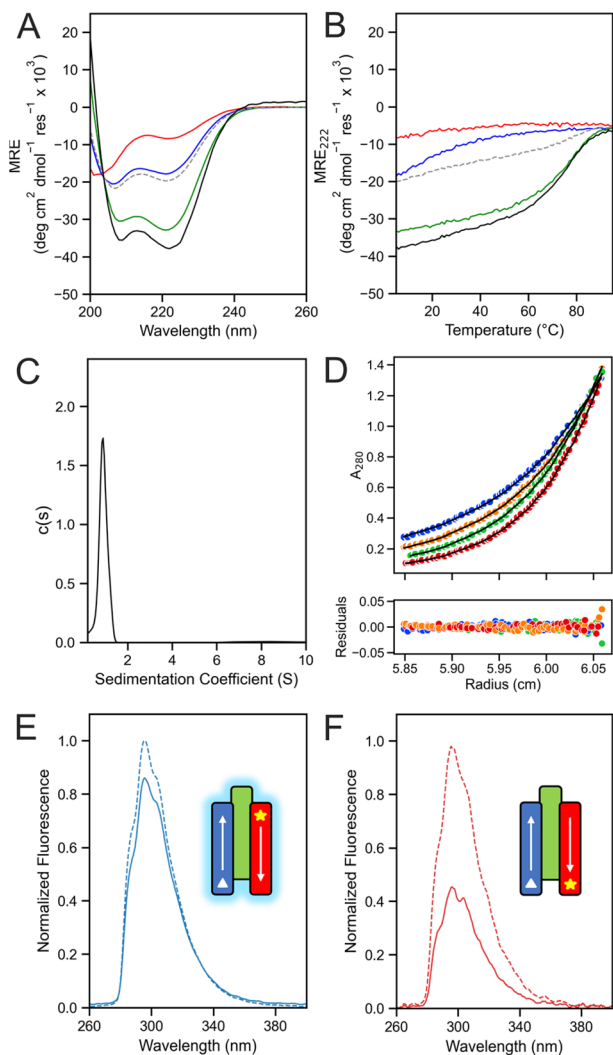 A
20
10
0
−10
−20
−30
−40
−50
MRE
(deg cm² dmol⁻¹ res⁻¹ x 10³)
200 220 240 260
Wavelength (nm)
B
20
10
0
−10
−20
−30
−40
−50
MRE₂₂₂
(deg cm² dmol⁻¹ res⁻¹ x 10³)
20 40 60 80
Temperature (°C)
C
2.0
1.5
1.0
0.5
0.0
c(s)
2 4 6 8 10
Sedimentation Coefficient (S)
D
1.4
1.2
1.0
0.8
0.6
0.4
0.2
A₂₈₀
0.05
0.00
−0.05
Residuals
5.85 5.90 5.95 6.00 6.05
Radius (cm)
E
1.0
0.8
0.6
0.4
0.2
0.0
Normalized Fluorescence
260 300 340 380
Wavelength (nm)
F
1.0
0.8
0.6
0.4
0.2
0.0
Normalized Fluorescence
260 300 340 380
Wavelength (nm)